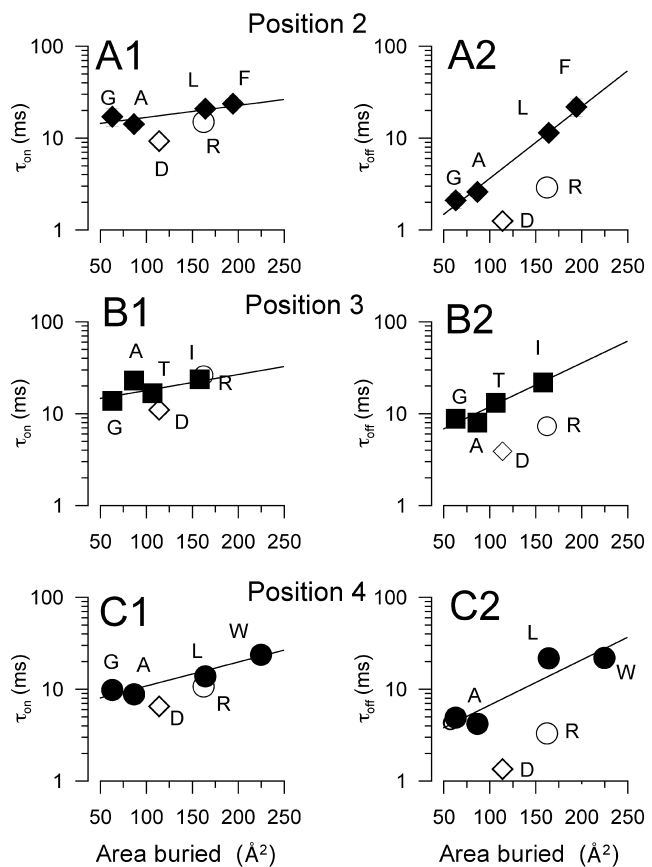 Position 2
A1
A2
100
10
1
τon (ms)
G
A
L
F
D
R
50 100 150 200 250
100
10
1
τoff (ms)
G
A
L
F
D
R
50 100 150 200 250
Position 3
B1
B2
100
10
1
τon (ms)
G
A
T
I
R
D
50 100 150 200 250
100
10
1
τoff (ms)
G
A
T
I
R
D
50 100 150 200 250
Position 4
C1
C2
100
10
1
τon (ms)
G
A
L
W
D
R
50 100 150 200 250
Area buried (Å²)
100
10
1
τoff (ms)
A
L
W
R
D
50 100 150 200 250
Area buried (Å²)